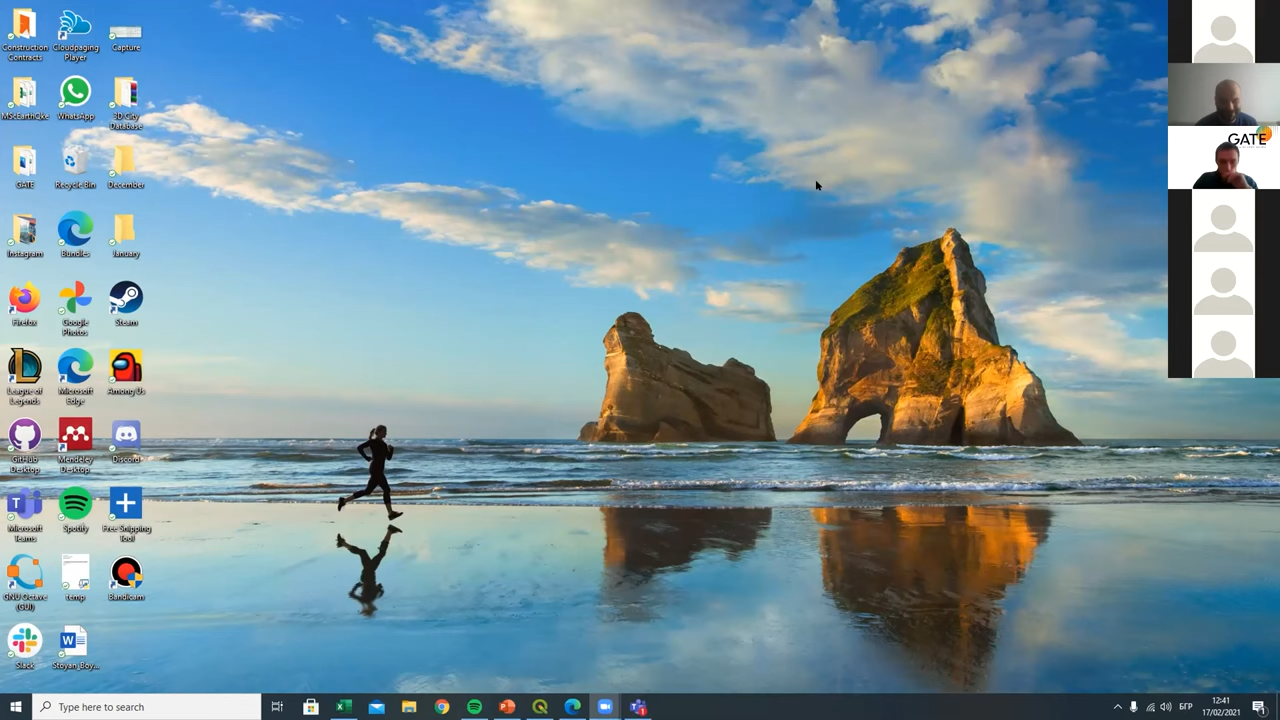 Construction
Contracts
Cloudpaging
Player
Capture
MScEarthQke
WhatsApp
3D City
Database
GATE
Recycle Bin
December
Instagram
Bundles
January
Firefox
Google
Photos
Steam
League of
Legends
Microsoft
Edge
Among Us
GitHub
Desktop
Mendeley
Desktop
Discord
Microsoft
Teams
Spotify
Free Snipping
Tool
GNU Octave
(GUI)
temp
Bandicam
Slack
Stoyan_Boy...
GATE
Type here to search
БГР
12:41
17/02/2021